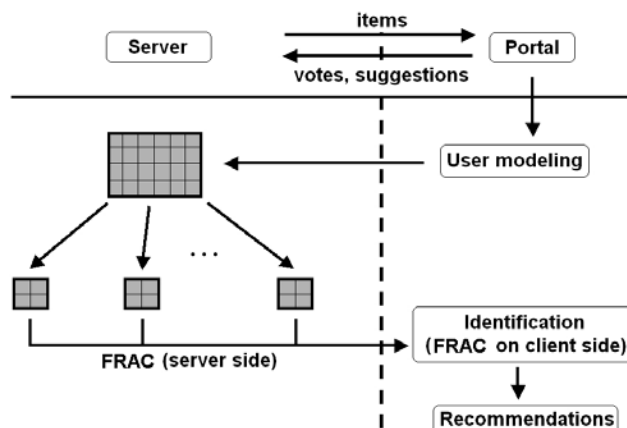 items
Server
Portal
votes, suggestions
User modeling
...
Identification
(FRAC on client side)
FRAC (server side)
Recommendations